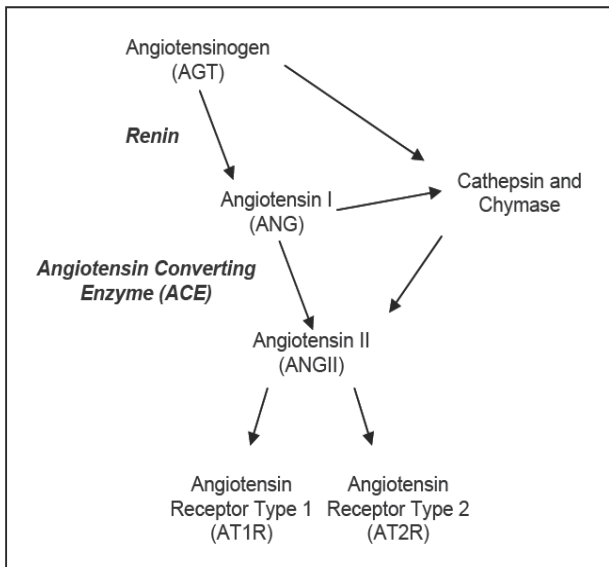 Angiotensinogen
(AGT)
Renin
Cathepsin and
Chymase
Angiotensin I
(ANG)
Angiotensin Converting
Enzyme (ACE)
Angiotensin II
(ANGII)
Angiotensin
Receptor Type 1
(AT1R)
Angiotensin
Receptor Type 2
(AT2R)